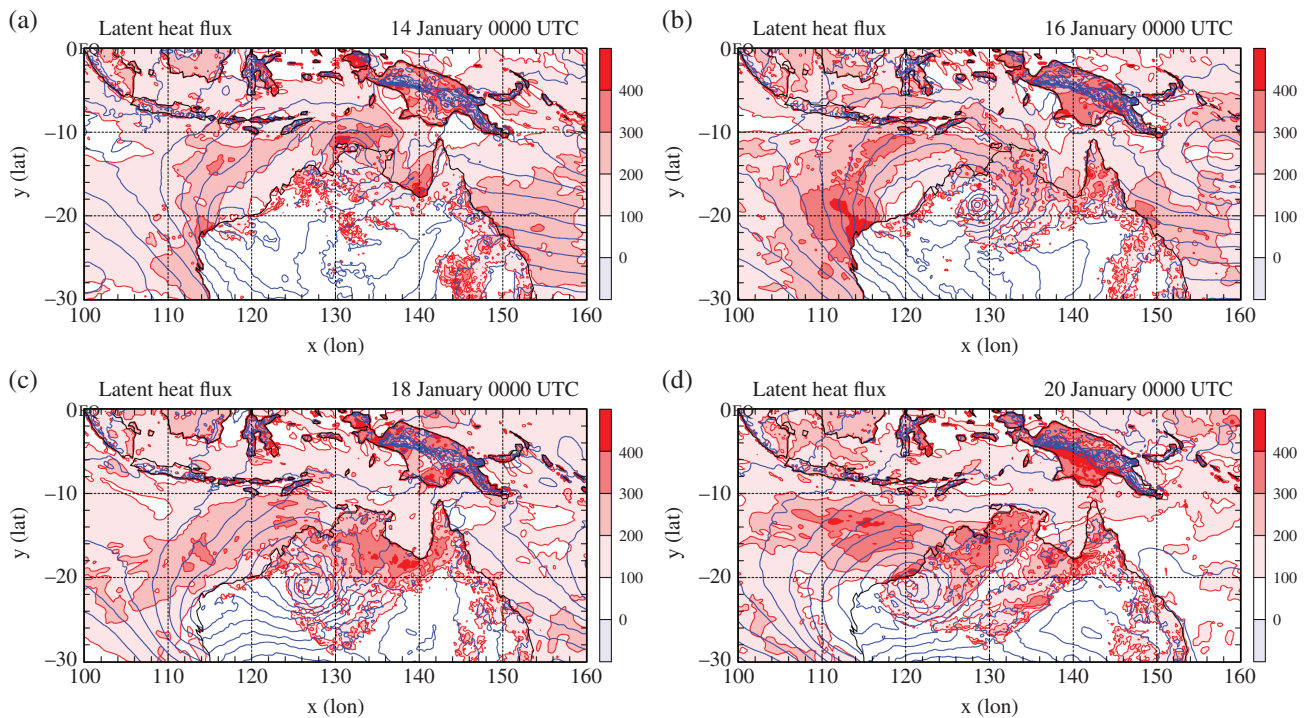 (a)
Latent heat flux 14 January 0000 UTC
0 EQ
−10
−20
−30
y (lat)
100 110 120 130 140 150 160
x (lon)
400
300
200
100
0
(b)
Latent heat flux 16 January 0000 UTC
0 EQ
−10
−20
−30
y (lat)
100 110 120 130 140 150 160
x (lon)
400
300
200
100
0
(c)
Latent heat flux 18 January 0000 UTC
0 EQ
−10
−20
−30
y (lat)
100 110 120 130 140 150 160
x (lon)
400
300
200
100
0
(d)
Latent heat flux 20 January 0000 UTC
0 EQ
−10
−20
−30
y (lat)
100 110 120 130 140 150 160
x (lon)
400
300
200
100
0